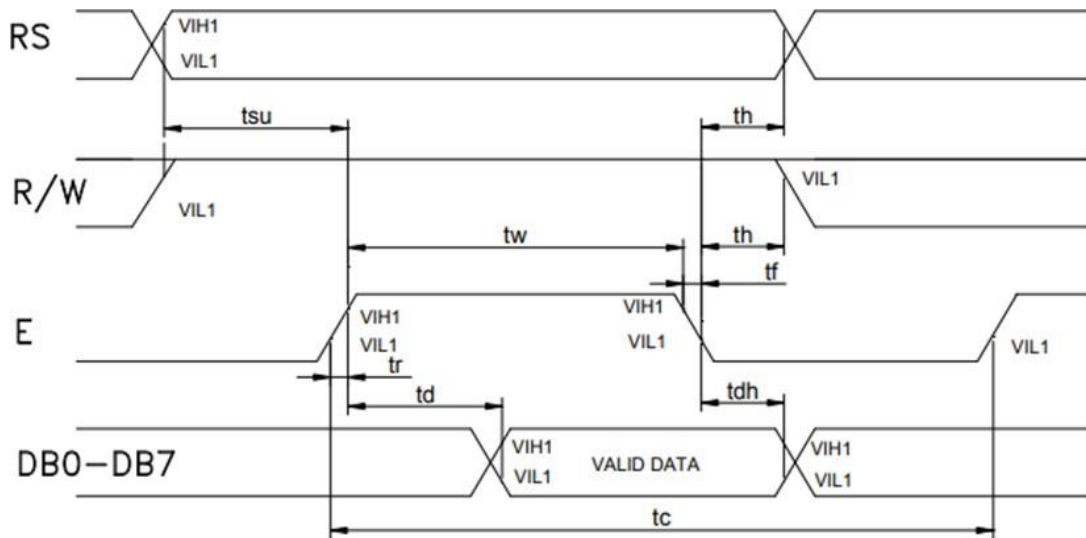 RS
VIH1
VIL1
tsu
th
R/W
VIL1
VIL1
tw
th
tf
E
VIH1
VIL1
VIH1
VIL1
VIL1
tr
td
tdh
DB0-DB7
VIH1
VIL1
VALID DATA
VIH1
VIL1
tc